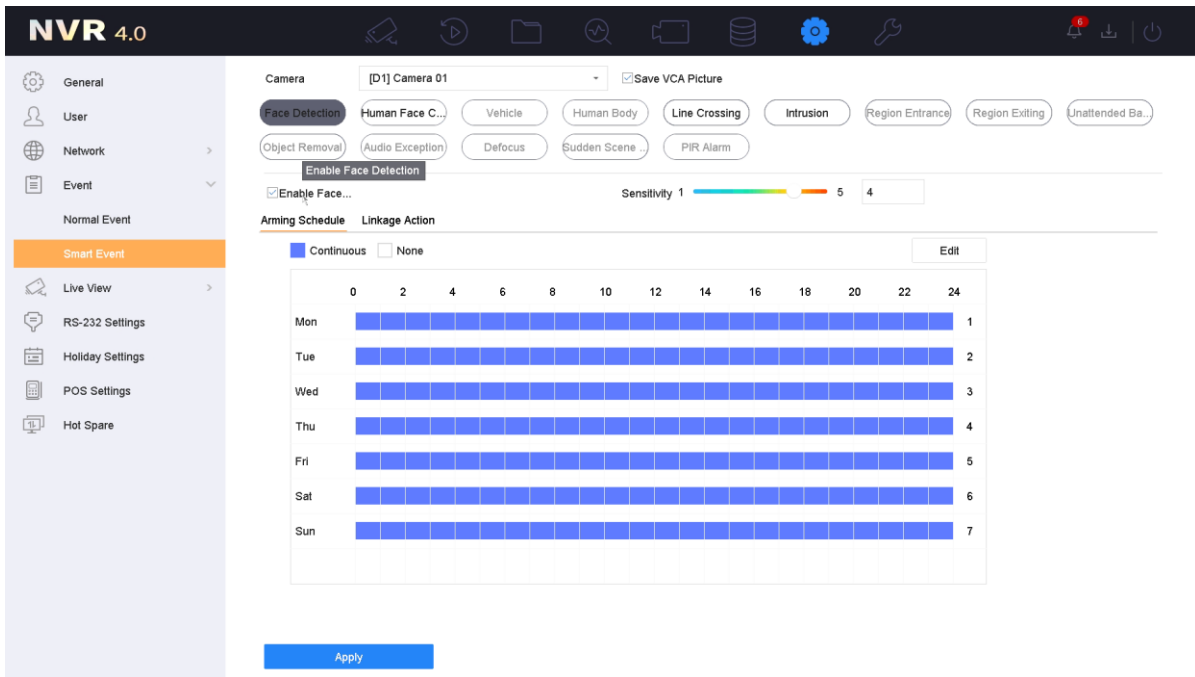 NVR 4.0
6
General
User
Network
Event
Normal Event
Smart Event
Live View
RS-232 Settings
Holiday Settings
POS Settings
Hot Spare
Camera [D1] Camera 01 Save VCA Picture
Face Detection Human Face C... Vehicle Human Body Line Crossing Intrusion Region Entrance Region Exiting Unattended Ba...
Object Removal Audio Exception Defocus Sudden Scene ... PIR Alarm
Enable Face Detection
Enable Face... Sensitivity 1 5 4
Arming Schedule Linkage Action
Continuous None Edit
0 2 4 6 8 10 12 14 16 18 20 22 24
Mon 1
Tue 2
Wed 3
Thu 4
Fri 5
Sat 6
Sun 7
Apply